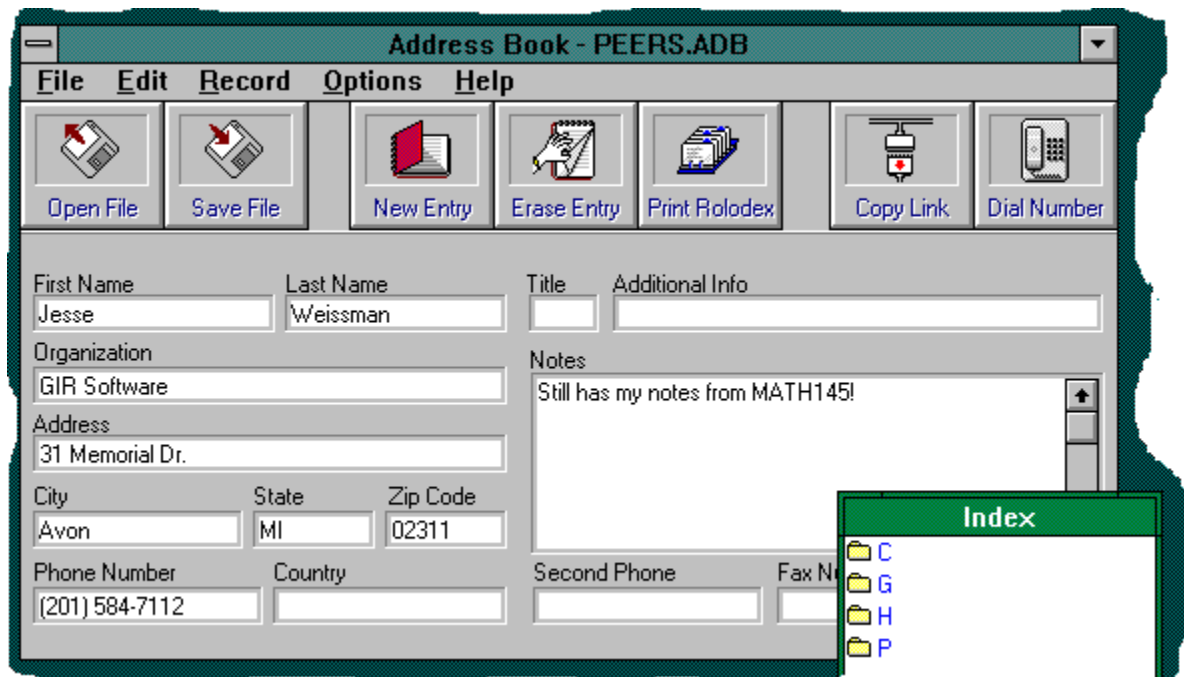 Address Book - PEERS.ADB
File Edit Record Options Help
Open File Save File New Entry Erase Entry Print Rolodex Copy Link Dial Number
First Name Last Name Title Additional Info
Jesse Weissman
Organization
GIR Software
Notes
Still has my notes from MATH145!
Address
31 Memorial Dr.
City State Zip Code
Avon MI 02311
Phone Number Country Second Phone Fax
(201) 584-7112
Index
C
G
H
P